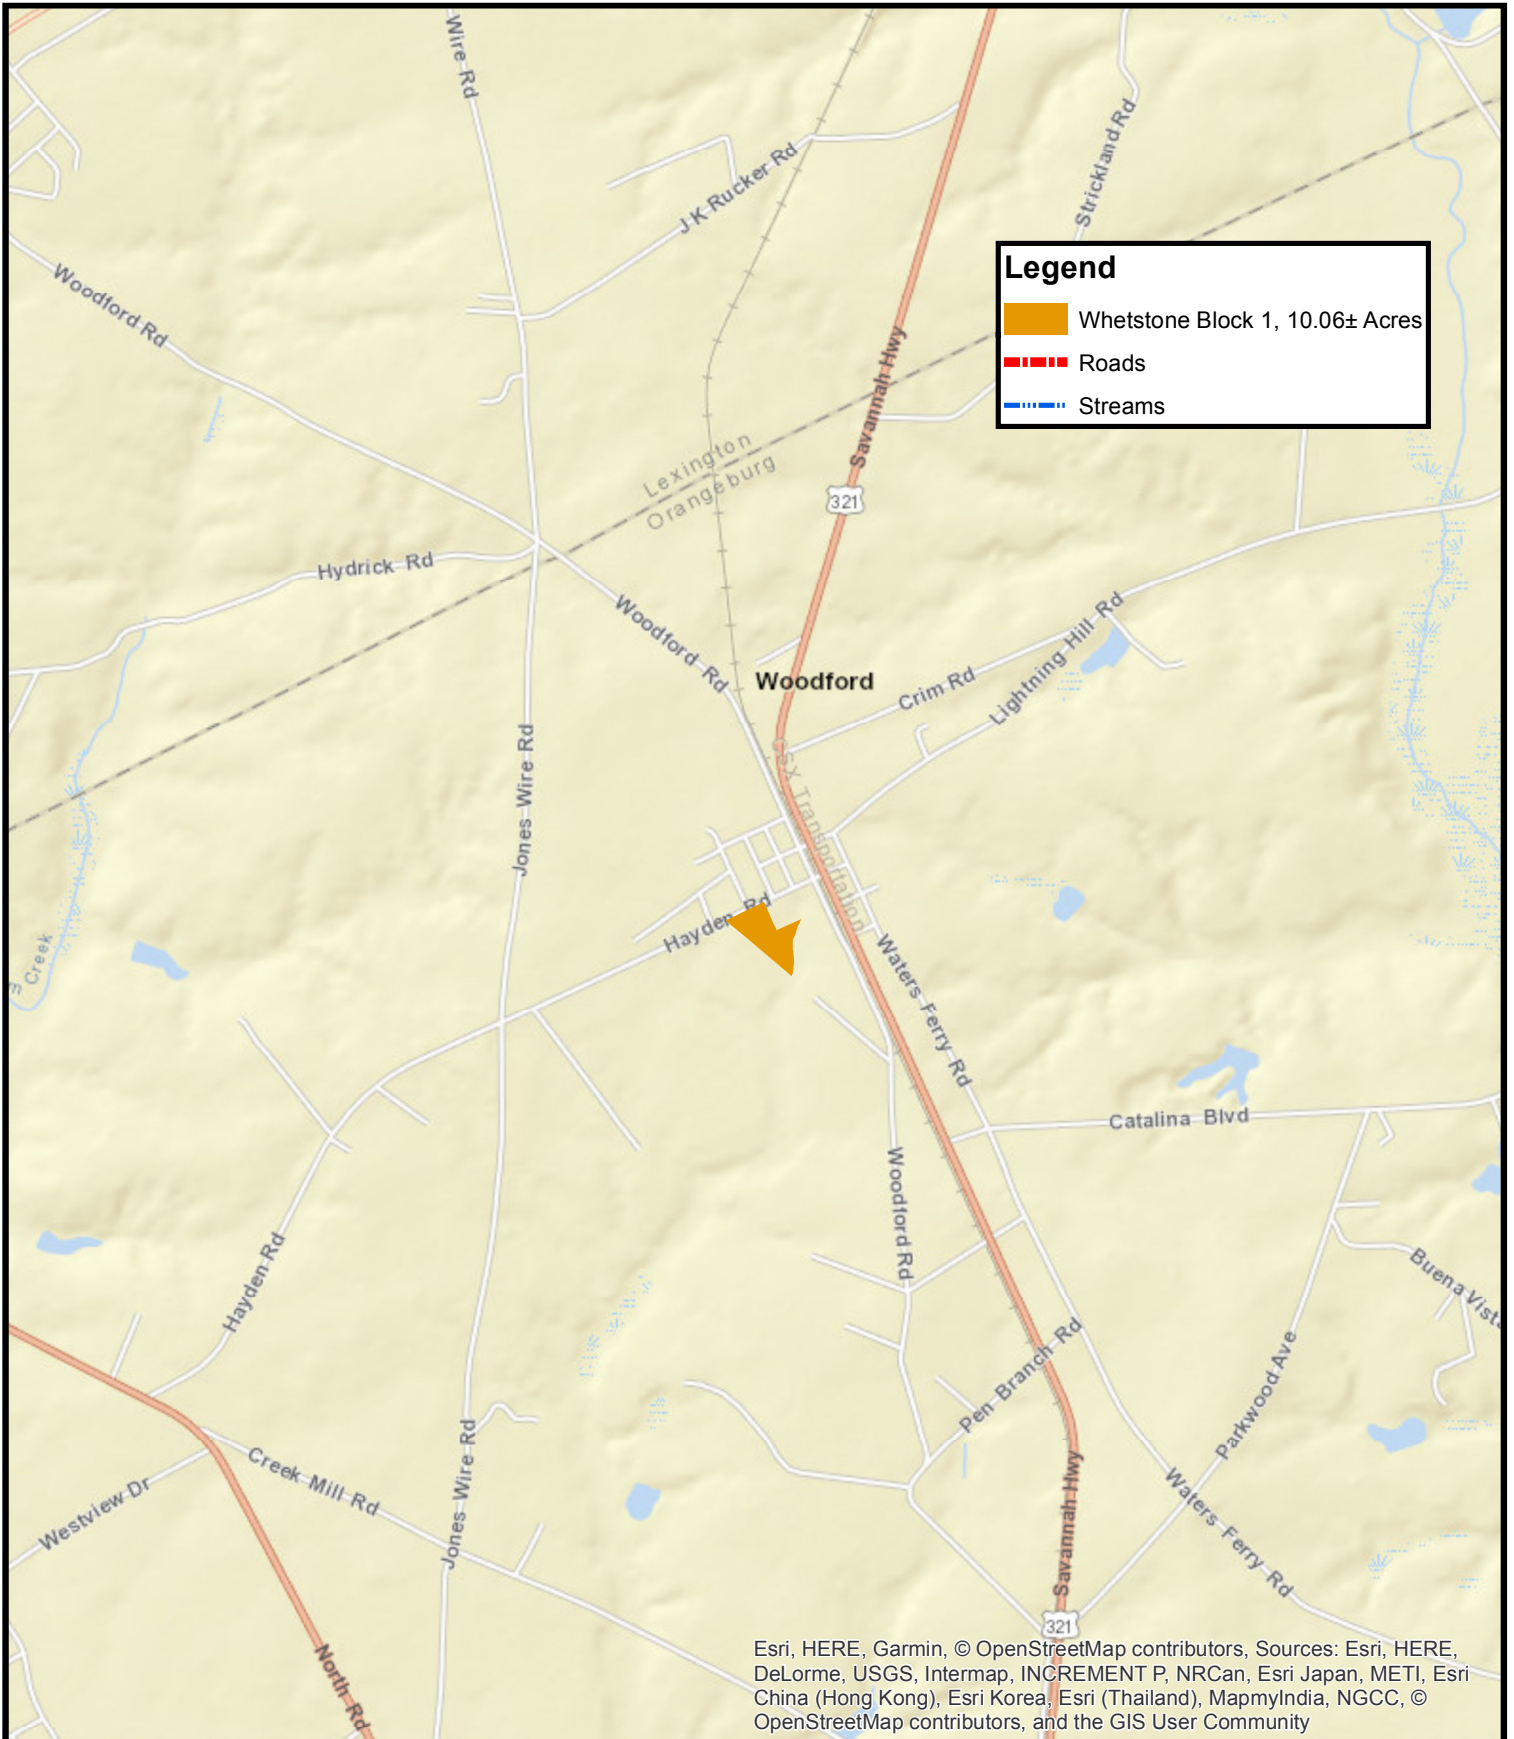 Wire Rd
J K Rucker Rd
Strickland Rd
Woodford Rd
Legend
Whetstone Block 1, 10.06± Acres
Roads
Streams
Savannah Hwy
Lexington
Orangeburg
321
Hydrick Rd
Woodford Rd
Woodford
Crim Rd
Lightning Hill Rd
Jones Wire Rd
CSX Transportation
Hayden Rd
Creek
Waters Ferry Rd
Catalina Blvd
Woodford Rd
Hayden Rd
Buena Vista
Pen Branch Rd
Parkwood Ave
Jones Wire Rd
Creek Mill Rd
Westview Dr
Savannah Hwy
Waters Ferry Rd
321
North Rd
Esri, HERE, Garmin, © OpenStreetMap contributors, Sources: Esri, HERE,
DeLorme, USGS, Intermap, INCREMENT P, NRCan, Esri Japan, METI, Esri
China (Hong Kong), Esri Korea, Esri (Thailand), MapmyIndia, NGCC, ©
OpenStreetMap contributors, and the GIS User Community